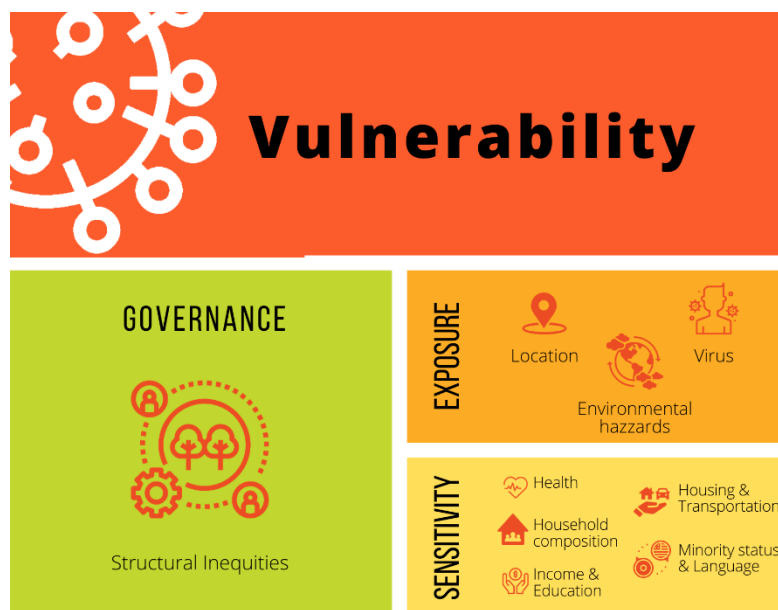 Vulnerability
GOVERNANCE
Structural Inequities
EXPOSURE
Location
Virus
Environmental
hazzards
SENSITIVITY
Health
Household
composition
Income &
Education
Housing &
Transportation
Minority status
& Language